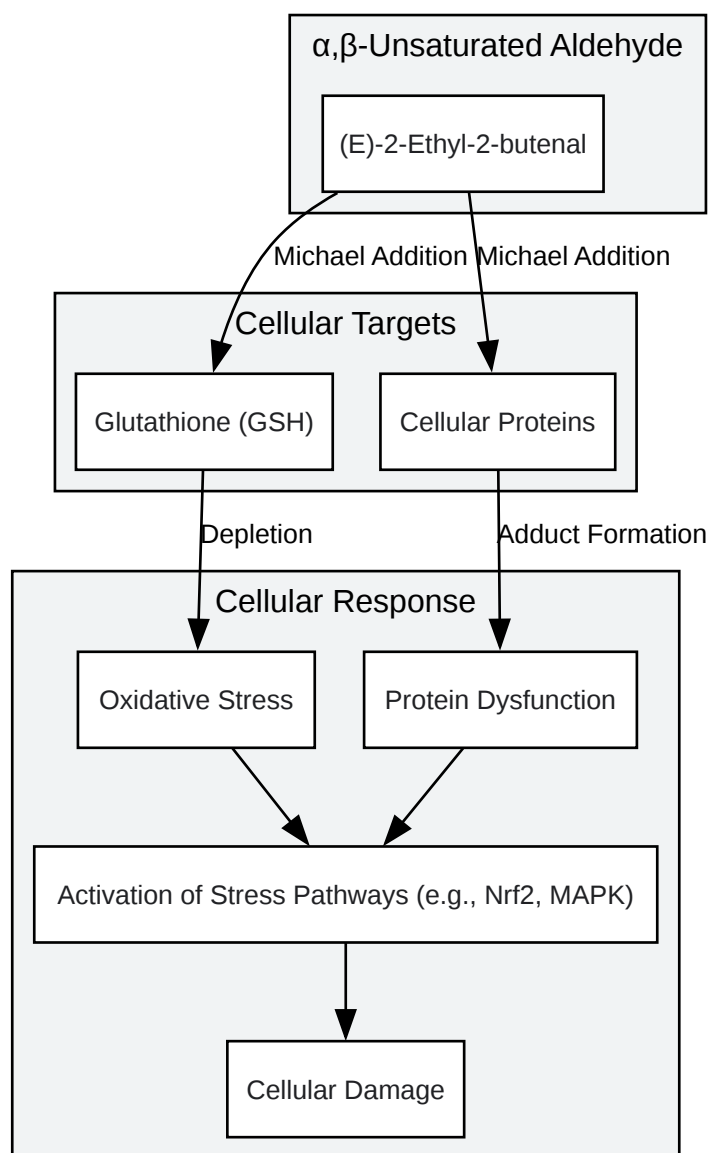 α,β-Unsaturated Aldehyde
(E)-2-Ethyl-2-butenal
Michael Addition
Michael Addition
Cellular Targets
Glutathione (GSH)
Cellular Proteins
Depletion
Adduct Formation
Cellular Response
Oxidative Stress
Protein Dysfunction
Activation of Stress Pathways (e.g., Nrf2, MAPK)
Cellular Damage